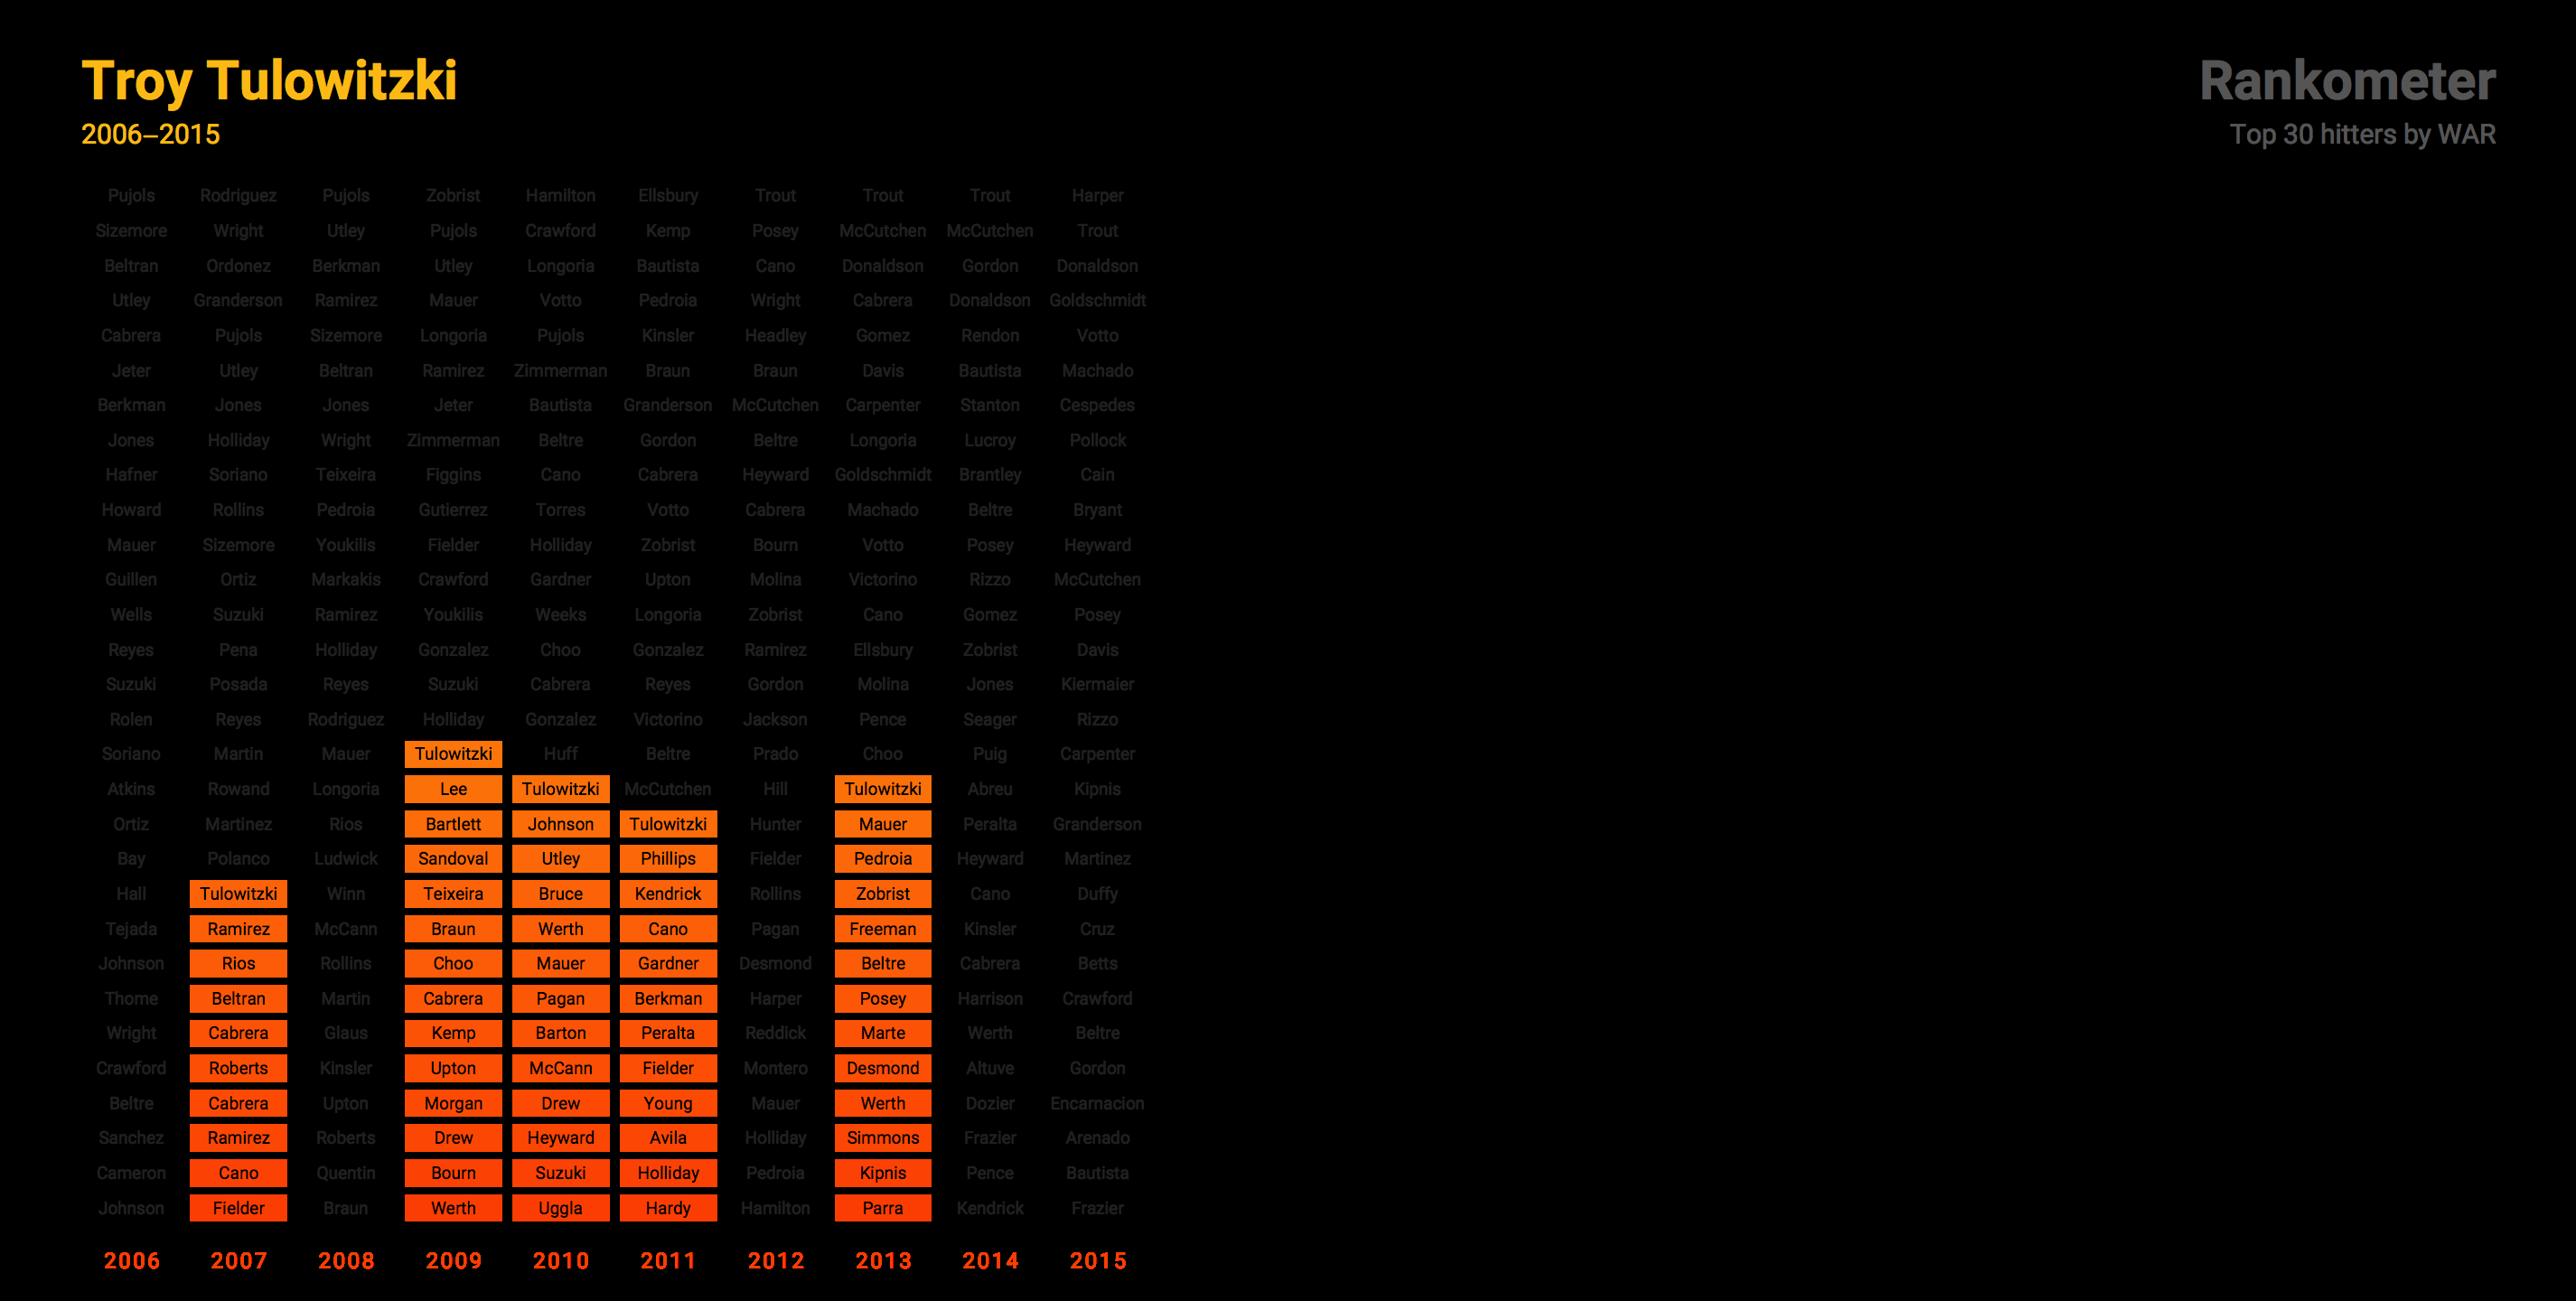 Troy Tulowitzki
2006–2015
Rankometer
Top 30 hitters by WAR
Pujols Rodriguez Pujols Zobrist Hamilton Ellsbury Trout Trout Trout Harper
Sizemore Wright Utley Pujols Crawford Kemp Posey McCutchen McCutchen Trout
Beltran Ordonez Berkman Utley Longoria Bautista Cano Donaldson Gordon Donaldson
Utley Granderson Ramirez Mauer Votto Pedroia Wright Cabrera Donaldson Goldschmidt
Cabrera Pujols Sizemore Longoria Pujols Kinsler Headley Gomez Rendon Votto
Jeter Utley Beltran Ramirez Zimmerman Braun Braun Davis Bautista Machado
Berkman Jones Jones Jeter Bautista Granderson McCutchen Carpenter Stanton Cespedes
Jones Holliday Wright Zimmerman Beltre Gordon Beltre Longoria Lucroy Pollock
Hafner Soriano Teixeira Figgins Cano Cabrera Heyward Goldschmidt Brantley Cain
Howard Rollins Pedroia Gutierrez Torres Votto Cabrera Machado Beltre Bryant
Mauer Sizemore Youkilis Fielder Holliday Zobrist Bourn Votto Posey Heyward
Guillen Ortiz Markakis Crawford Gardner Upton Molina Victorino Rizzo McCutchen
Wells Suzuki Ramirez Youkilis Weeks Longoria Zobrist Cano Gomez Posey
Reyes Pena Holliday Gonzalez Choo Gonzalez Ramirez Ellsbury Zobrist Davis
Suzuki Posada Reyes Suzuki Cabrera Reyes Gordon Molina Jones Kiermaier
Rolen Reyes Rodriguez Holliday Gonzalez Victorino Jackson Pence Seager Rizzo
Soriano Martin Mauer Tulowitzki Huff Beltre Prado Choo Puig Carpenter
Atkins Rowand Longoria Lee Tulowitzki McCutchen Hill Tulowitzki Abreu Kipnis
Ortiz Martinez Rios Bartlett Johnson Tulowitzki Hunter Mauer Peralta Granderson
Bay Polanco Ludwick Sandoval Utley Phillips Fielder Pedroia Heyward Martinez
Hall Tulowitzki Winn Teixeira Bruce Kendrick Rollins Zobrist Cano Duffy
Tejada Ramirez McCann Braun Werth Cano Pagan Freeman Kinsler Cruz
Johnson Rios Rollins Choo Mauer Gardner Desmond Beltre Cabrera Betts
Thome Beltran Martin Cabrera Pagan Berkman Harper Posey Harrison Crawford
Wright Cabrera Glaus Kemp Barton Peralta Reddick Marte Werth Beltre
Crawford Roberts Kinsler Upton McCann Fielder Montero Desmond Altuve Gordon
Beltre Cabrera Upton Morgan Drew Young Mauer Werth Dozier Encarnacion
Sanchez Ramirez Roberts Drew Heyward Avila Holliday Simmons Frazier Arenado
Cameron Cano Quentin Bourn Suzuki Holliday Pedroia Kipnis Pence Bautista
Johnson Fielder Braun Werth Uggla Hardy Hamilton Parra Kendrick Frazier
2006 2007 2008 2009 2010 2011 2012 2013 2014 2015